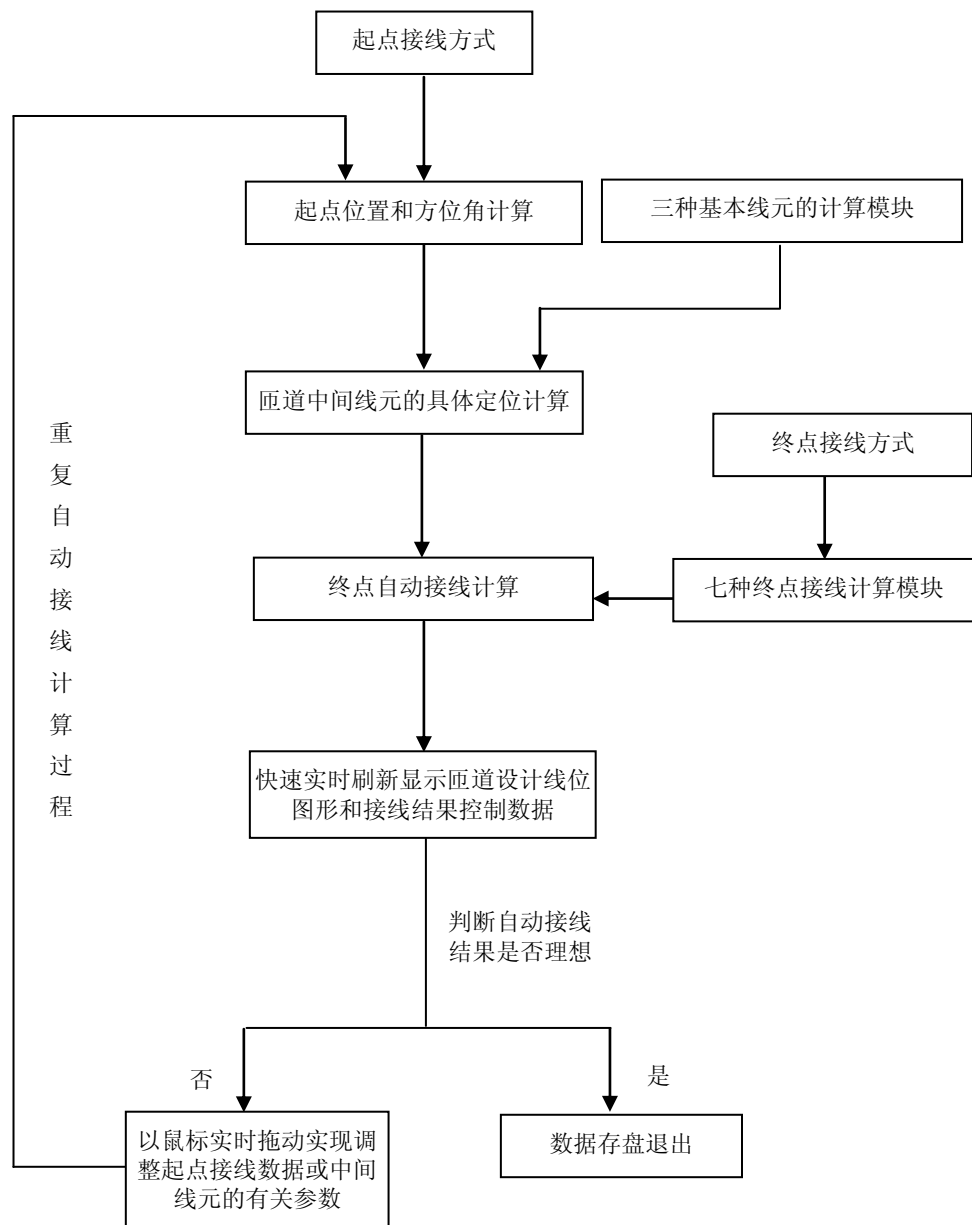 起点接线方式
起点位置和方位角计算
三种基本线元的计算模块
匝道中间线元的具体定位计算
终点接线方式
重
复
自
动
接
线
计
算
过
程
终点自动接线计算
七种终点接线计算模块
快速实时刷新显示匝道设计线位
图形和接线结果控制数据
判断自动接线
结果是否理想
否
是
以鼠标实时拖动实现调
整起点接线数据或中间
线元的有关参数
数据存盘退出